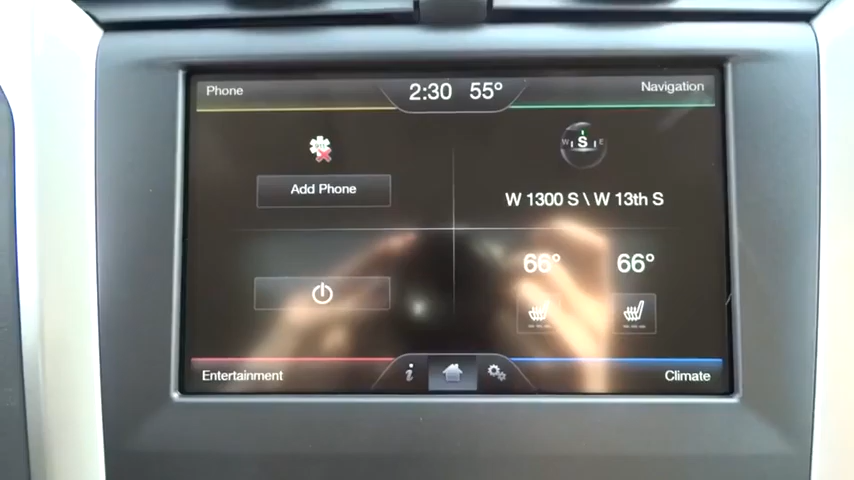 Phone
2:30 55°
Navigation
W S E
Add Phone
W 1300 S \ W 13th S
66° 66°
Entertainment
i
Climate